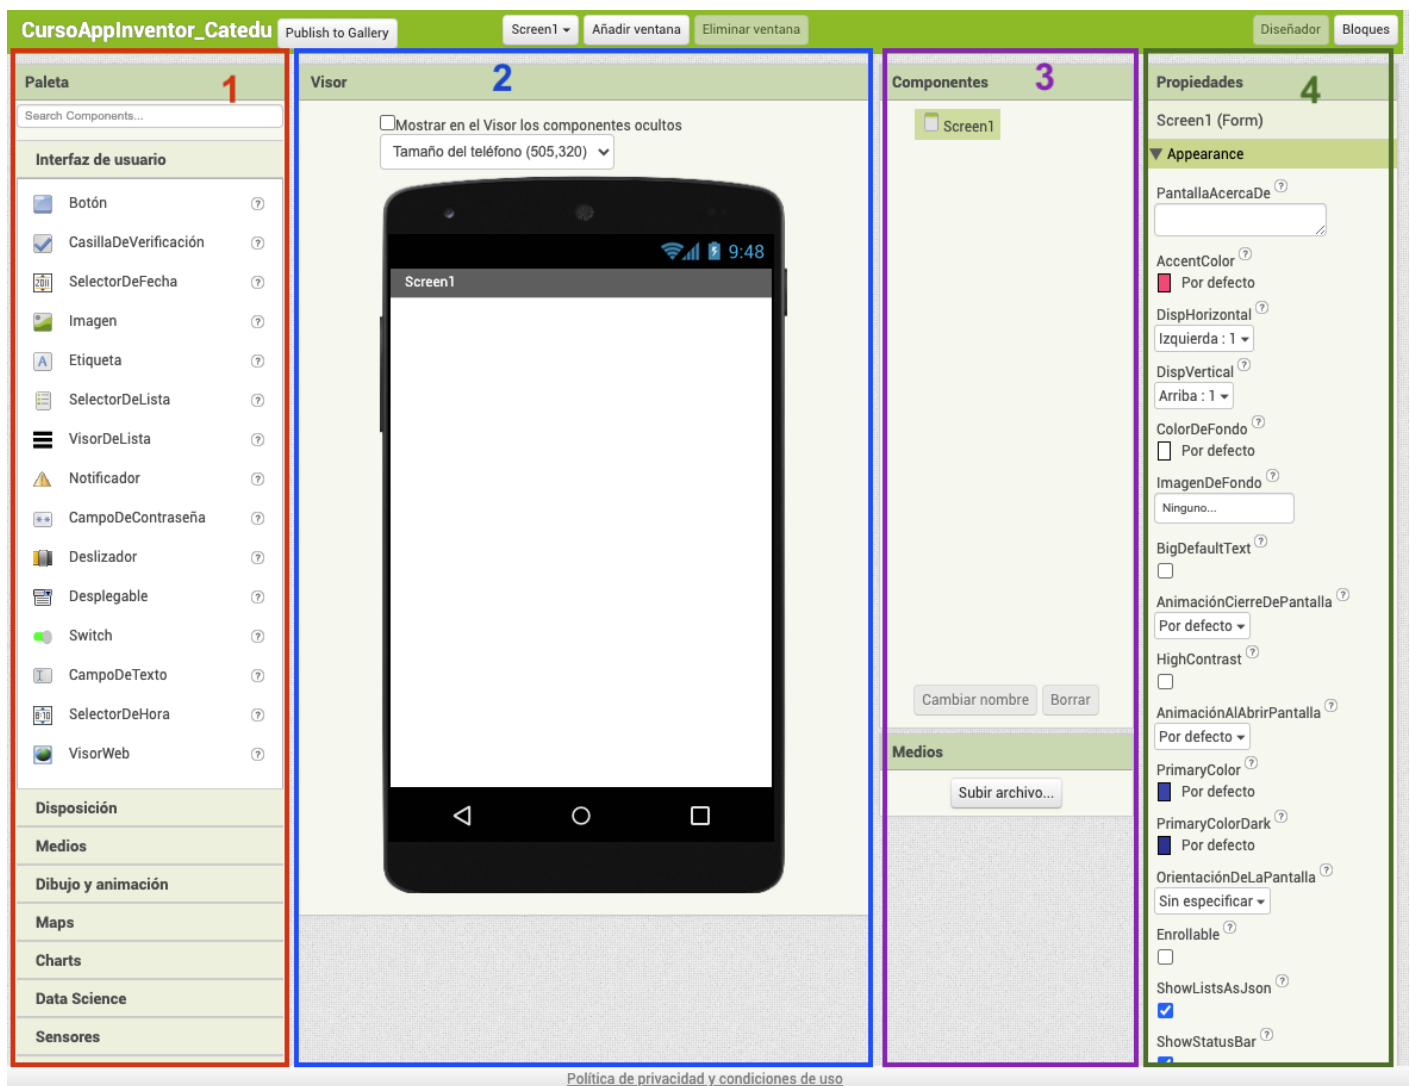 CursoAppInventor_Catedu
Publish to Gallery
Screen1
Añadir ventana
Eliminar ventana
Diseñador
Bloques
Paleta
1
Search Components...
Interfaz de usuario
Botón
CasillaDeVerificación
SelectorDeFecha
Imagen
Etiqueta
SelectorDeLista
VisorDeLista
Notificador
CampoDeContraseña
Deslizador
Desplegable
Switch
CampoDeTexto
SelectorDeHora
VisorWeb
Disposición
Medios
Dibujo y animación
Maps
Charts
Data Science
Sensores
Visor
2
Mostrar en el Visor los componentes ocultos
Tamaño del teléfono (505,320)
9:48
Screen1
Componentes
3
Screen1
Cambiar nombre
Borrar
Medios
Subir archivo...
Propiedades
4
Screen1 (Form)
Appearance
PantallaAcercaDe
AccentColor
Por defecto
DispHorizontal
Izquierda : 1
DispVertical
Arriba : 1
ColorDeFondo
Por defecto
ImagenDeFondo
Ninguno...
BigDefaultText
AnimaciónCierreDePantalla
Por defecto
HighContrast
AnimaciónAlAbrirPantalla
Por defecto
PrimaryColor
Por defecto
PrimaryColorDark
Por defecto
OrientaciónDeLaPantalla
Sin especificar
Enrollable
ShowListsAsJson
ShowStatusBar
Política de privacidad y condiciones de uso